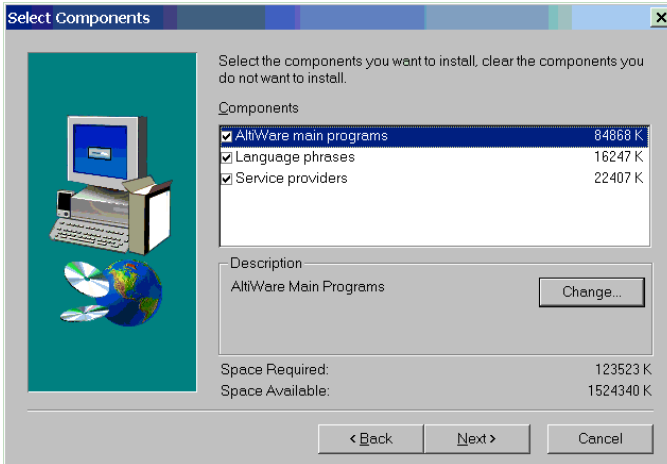 Select Components
Select the components you want to install, clear the components you
do not want to install.
Components
AltiWare main programs 84868 K
Language phrases 16247 K
Service providers 22407 K
Description
AltiWare Main Programs
Change...
Space Required: 123523 K
Space Available: 1524340 K
< Back Next > Cancel